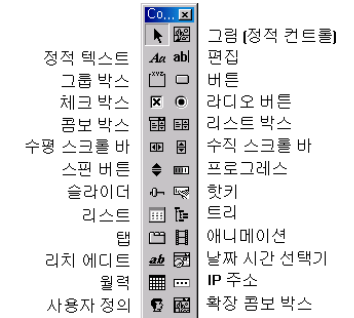 Co...
그림 (정적 컨트롤)
정적 텍스트 Aa ab 편집
그룹 박스 xyz 버튼
체크 박스 라디오 버튼
콤보 박스 리스트 박스
수평 스크롤 바 수직 스크롤 바
스핀 버튼 프로그레스
슬라이더 핫키
리스트 트리
탭 애니메이션
리치 에디트 ab 날짜 시간 선택기
월력 IP 주소
사용자 정의 확장 콤보 박스